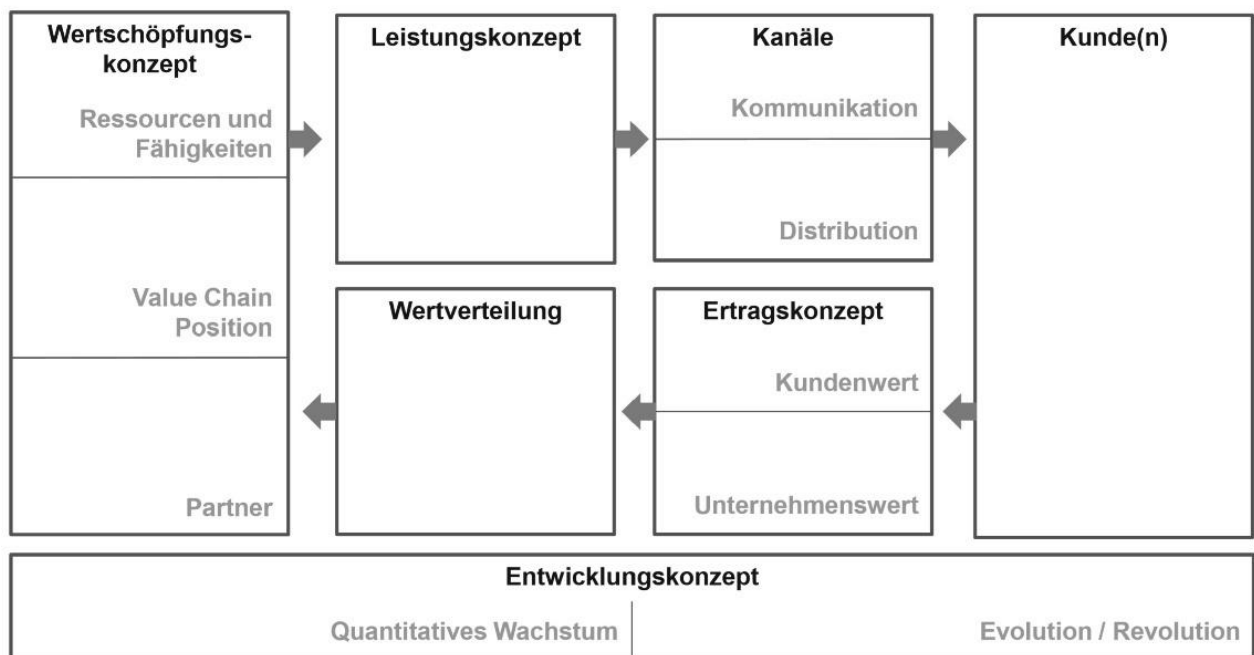 Wertschöpfungs-
konzept
Ressourcen und
Fähigkeiten
Value Chain
Position
Partner
Leistungskonzept
Kanäle
Kommunikation
Distribution
Kunde(n)
Wertverteilung
Ertragskonzept
Kundenwert
Unternehmenswert
Entwicklungskonzept
Quantitatives Wachstum
Evolution / Revolution